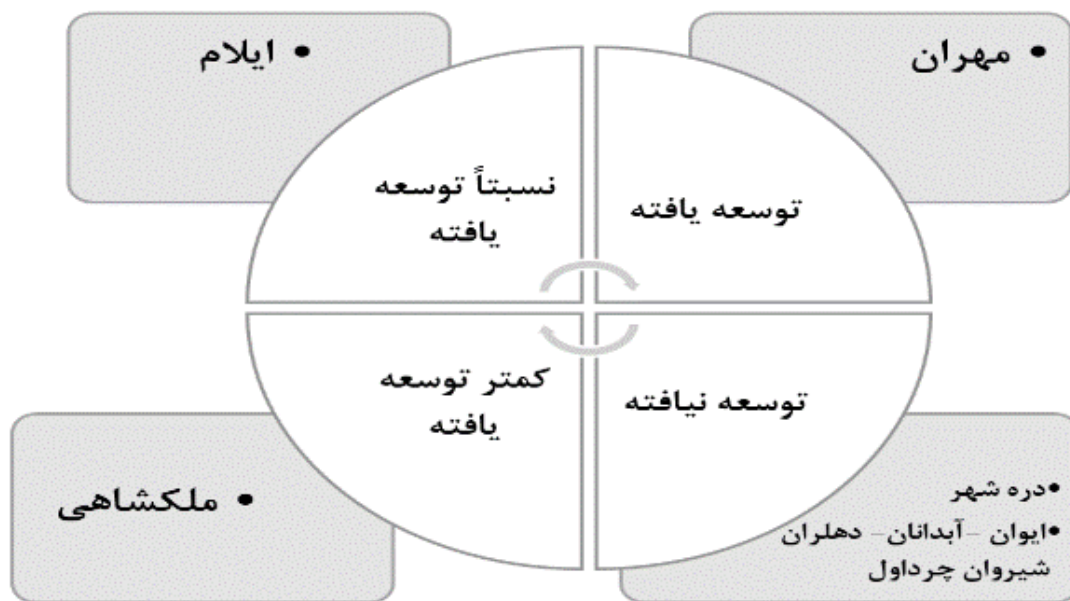 • مهران
• ایلام
توسعه یافته
نسبتاً توسعه
یافته
توسعه نیافته
کمتر توسعه
یافته
•دره شهر
•ایوان -آبدانان- دهلران
شیروان چرداول
• ملکشاهی